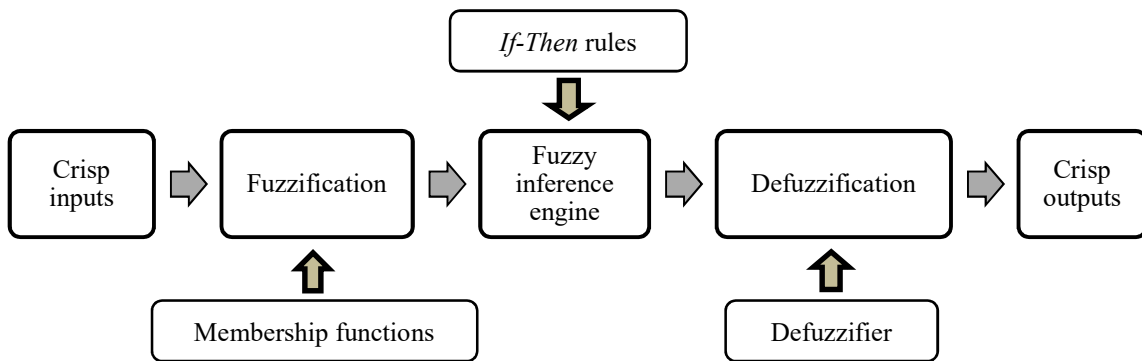 If-Then rules
Crisp
inputs
Fuzzification
Fuzzy
inference
engine
Defuzzification
Crisp
outputs
Membership functions
Defuzzifier